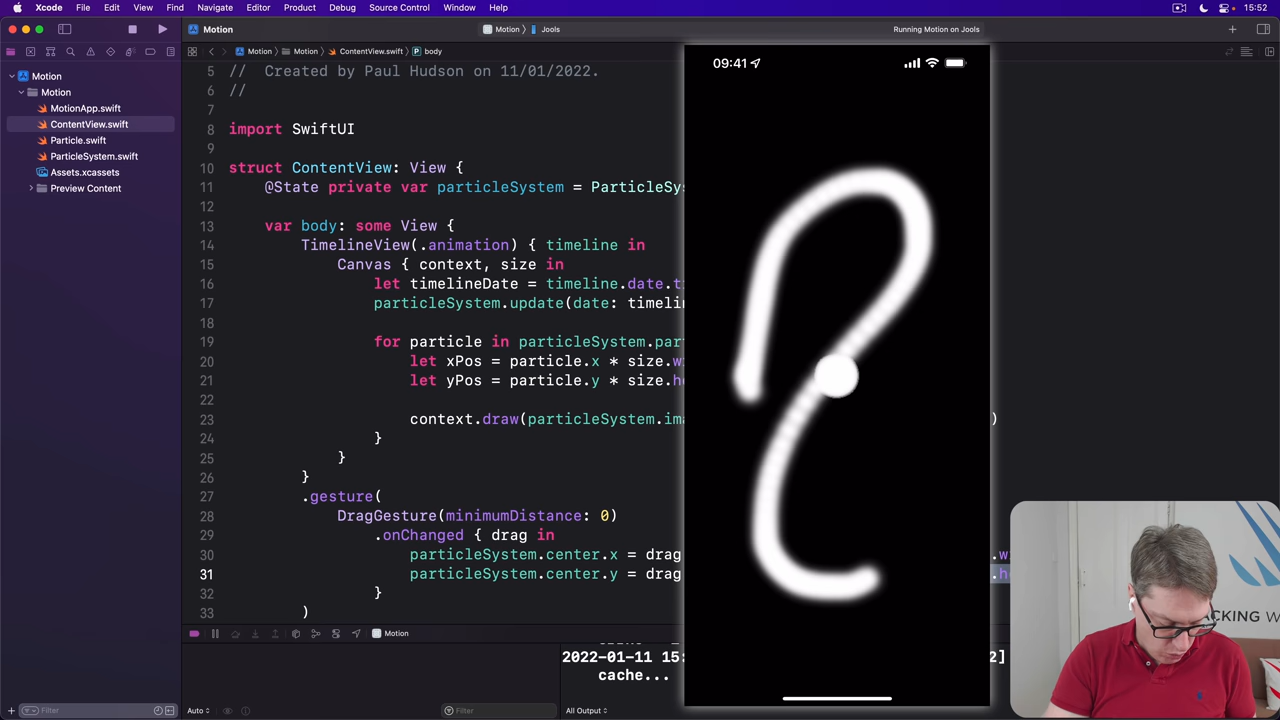 Xcode File Edit View Find Navigate Editor Product Debug Source Control Window Help 15:52
Motion Motion Jools Running Motion on Jools
Motion Motion ContentView.swift body
Motion
Motion
MotionApp.swift
ContentView.swift
Particle.swift
ParticleSystem.swift
Assets.xcassets
Preview Content
5 // Created by Paul Hudson on 11/01/2022.
6 //
7
8 import SwiftUI
9
10 struct ContentView: View {
11 @State private var particleSystem = ParticleSy
12
13 var body: some View {
14 TimelineView(.animation) { timeline in
15 Canvas { context, size in
16 let timelineDate = timeline.date.t
17 particleSystem.update(date: timelin
18
19 for particle in particleSystem.par
20 let xPos = particle.x * size.w
21 let yPos = particle.y * size.h
22
23 context.draw(particleSystem.ima )
24 }
25 }
26 }
27 .gesture(
28 DragGesture(minimumDistance: 0)
29 .onChanged { drag in
30 particleSystem.center.x = drag .w
31 particleSystem.center.y = drag .h
32 }
33 )
09:41
ACKING W
Motion
2022-01-11 15: 2]
cache...
Filter Auto Filter All Output